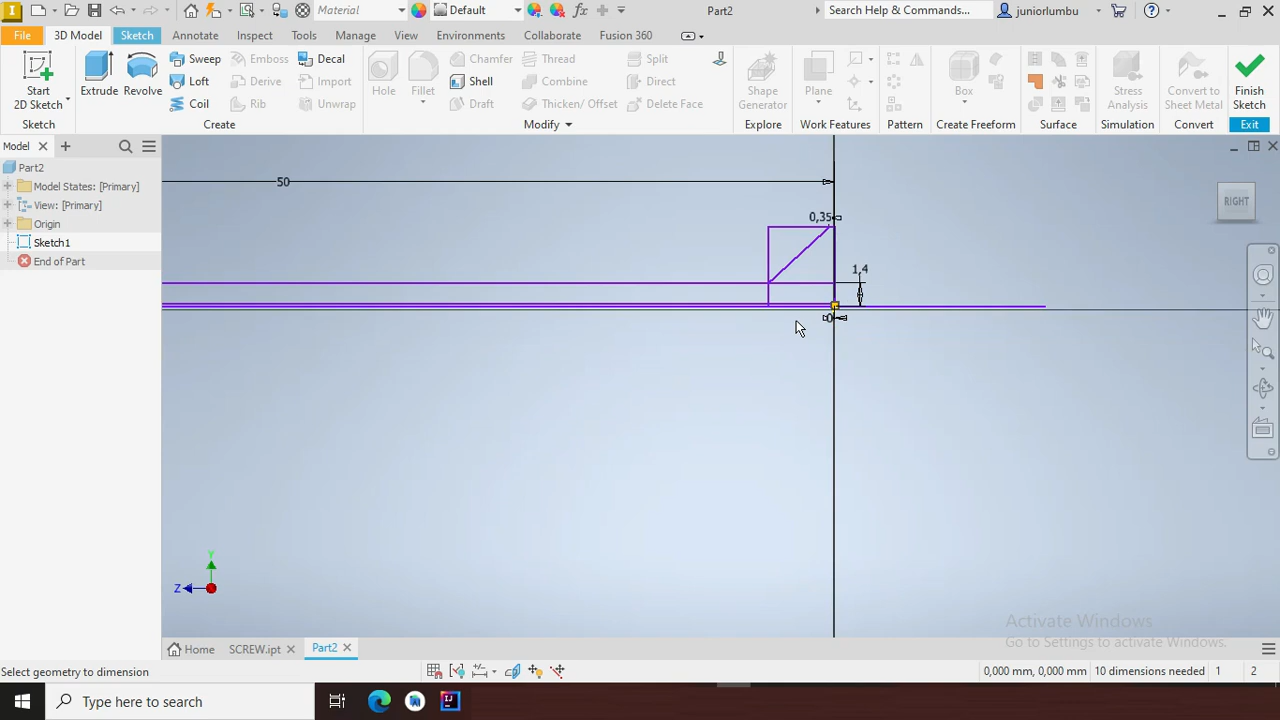 Material
Default
Part2
Search Help & Commands...
juniorlumbu
File
3D Model
Sketch
Annotate
Inspect
Tools
Manage
View
Environments
Collaborate
Fusion 360
Start
2D Sketch
Extrude
Revolve
Sweep
Loft
Coil
Emboss
Derive
Rib
Decal
Import
Unwrap
Hole
Fillet
Chamfer
Shell
Draft
Thread
Combine
Thicken/ Offset
Split
Direct
Delete Face
Shape
Generator
Plane
Box
Stress
Analysis
Convert to
Sheet Metal
Finish
Sketch
Sketch
Create
Modify
Explore
Work Features
Pattern
Create Freeform
Surface
Simulation
Convert
Exit
Model
Part2
Model States: [Primary]
View: [Primary]
Origin
Sketch1
End of Part
50
0,35
1,4
0
RIGHT
Y
Z
Activate Windows
Go to Settings to activate Windows.
Home
SCREW.ipt
Part2
Select geometry to dimension
0,000 mm, 0,000 mm
10 dimensions needed
1
2
Type here to search